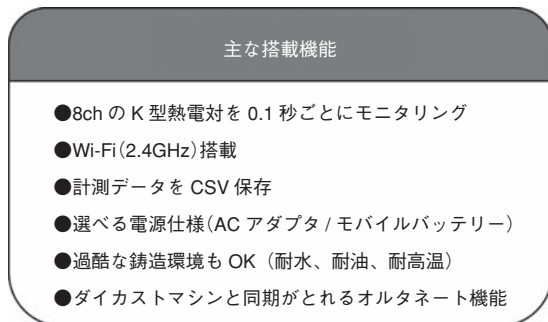 主な搭載機能
●8ch の K 型熱電対を 0.1 秒ごとにモニタリング
●Wi-Fi(2.4GHz)搭載
●計測データを CSV 保存
●選べる電源仕様(AC アダプタ / モバイルバッテリー)
●過酷な鋳造環境も OK（耐水、耐油、耐高温）
●ダイカストマシンと同期がとれるオルタネート機能